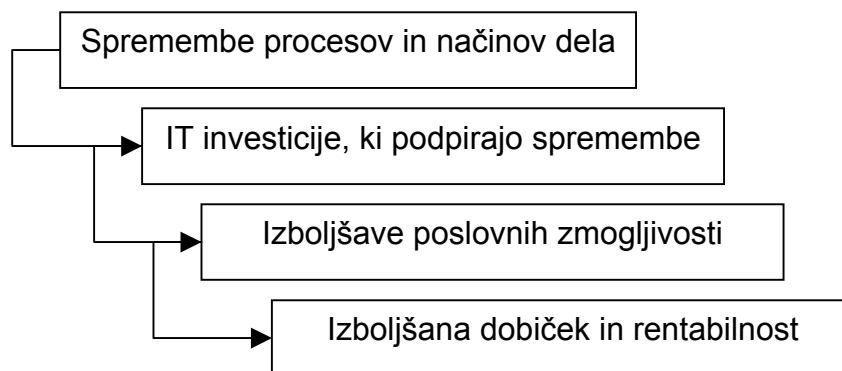 Spremembe procesov in načinov dela
IT investicije, ki podpirajo spremembe
Izboljšave poslovnih zmogljivosti
Izboljšana dobiček in rentabilnost